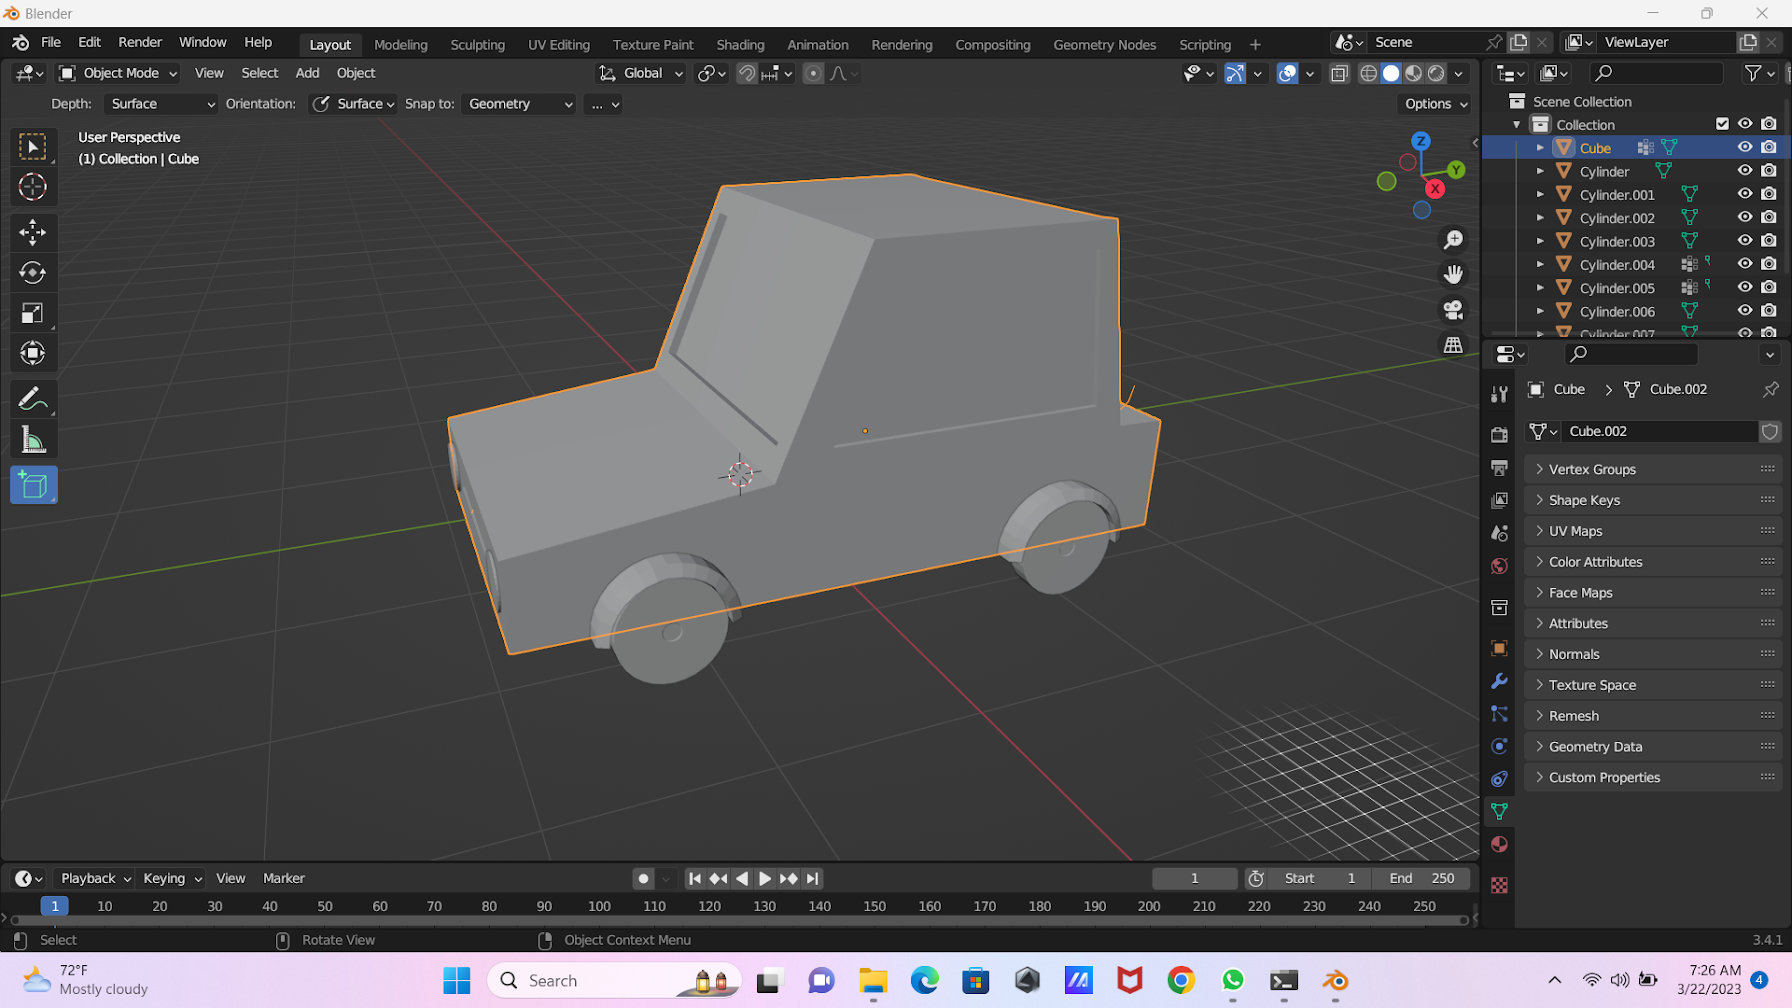 Blender
File Edit Render Window Help Layout Modeling Sculpting UV Editing Texture Paint Shading Animation Rendering Compositing Geometry Nodes Scripting + Scene ViewLayer
Object Mode View Select Add Object Global
Depth: Surface Orientation: Surface Snap to: Geometry ... Options
User Perspective
(1) Collection | Cube
Z
Y
X
Scene Collection
Collection
Cube
Cylinder
Cylinder.001
Cylinder.002
Cylinder.003
Cylinder.004
Cylinder.005
Cylinder.006
Cylinder.007
Cube > Cube.002
Cube.002
Vertex Groups
Shape Keys
UV Maps
Color Attributes
Face Maps
Attributes
Normals
Texture Space
Remesh
Geometry Data
Custom Properties
Playback Keying View Marker 1 Start 1 End 250
1 10 20 30 40 50 60 70 80 90 100 110 120 130 140 150 160 170 180 190 200 210 220 230 240 250
Select Rotate View Object Context Menu 3.4.1
72°F
Mostly cloudy
Search
7:26 AM
3/22/2023
4